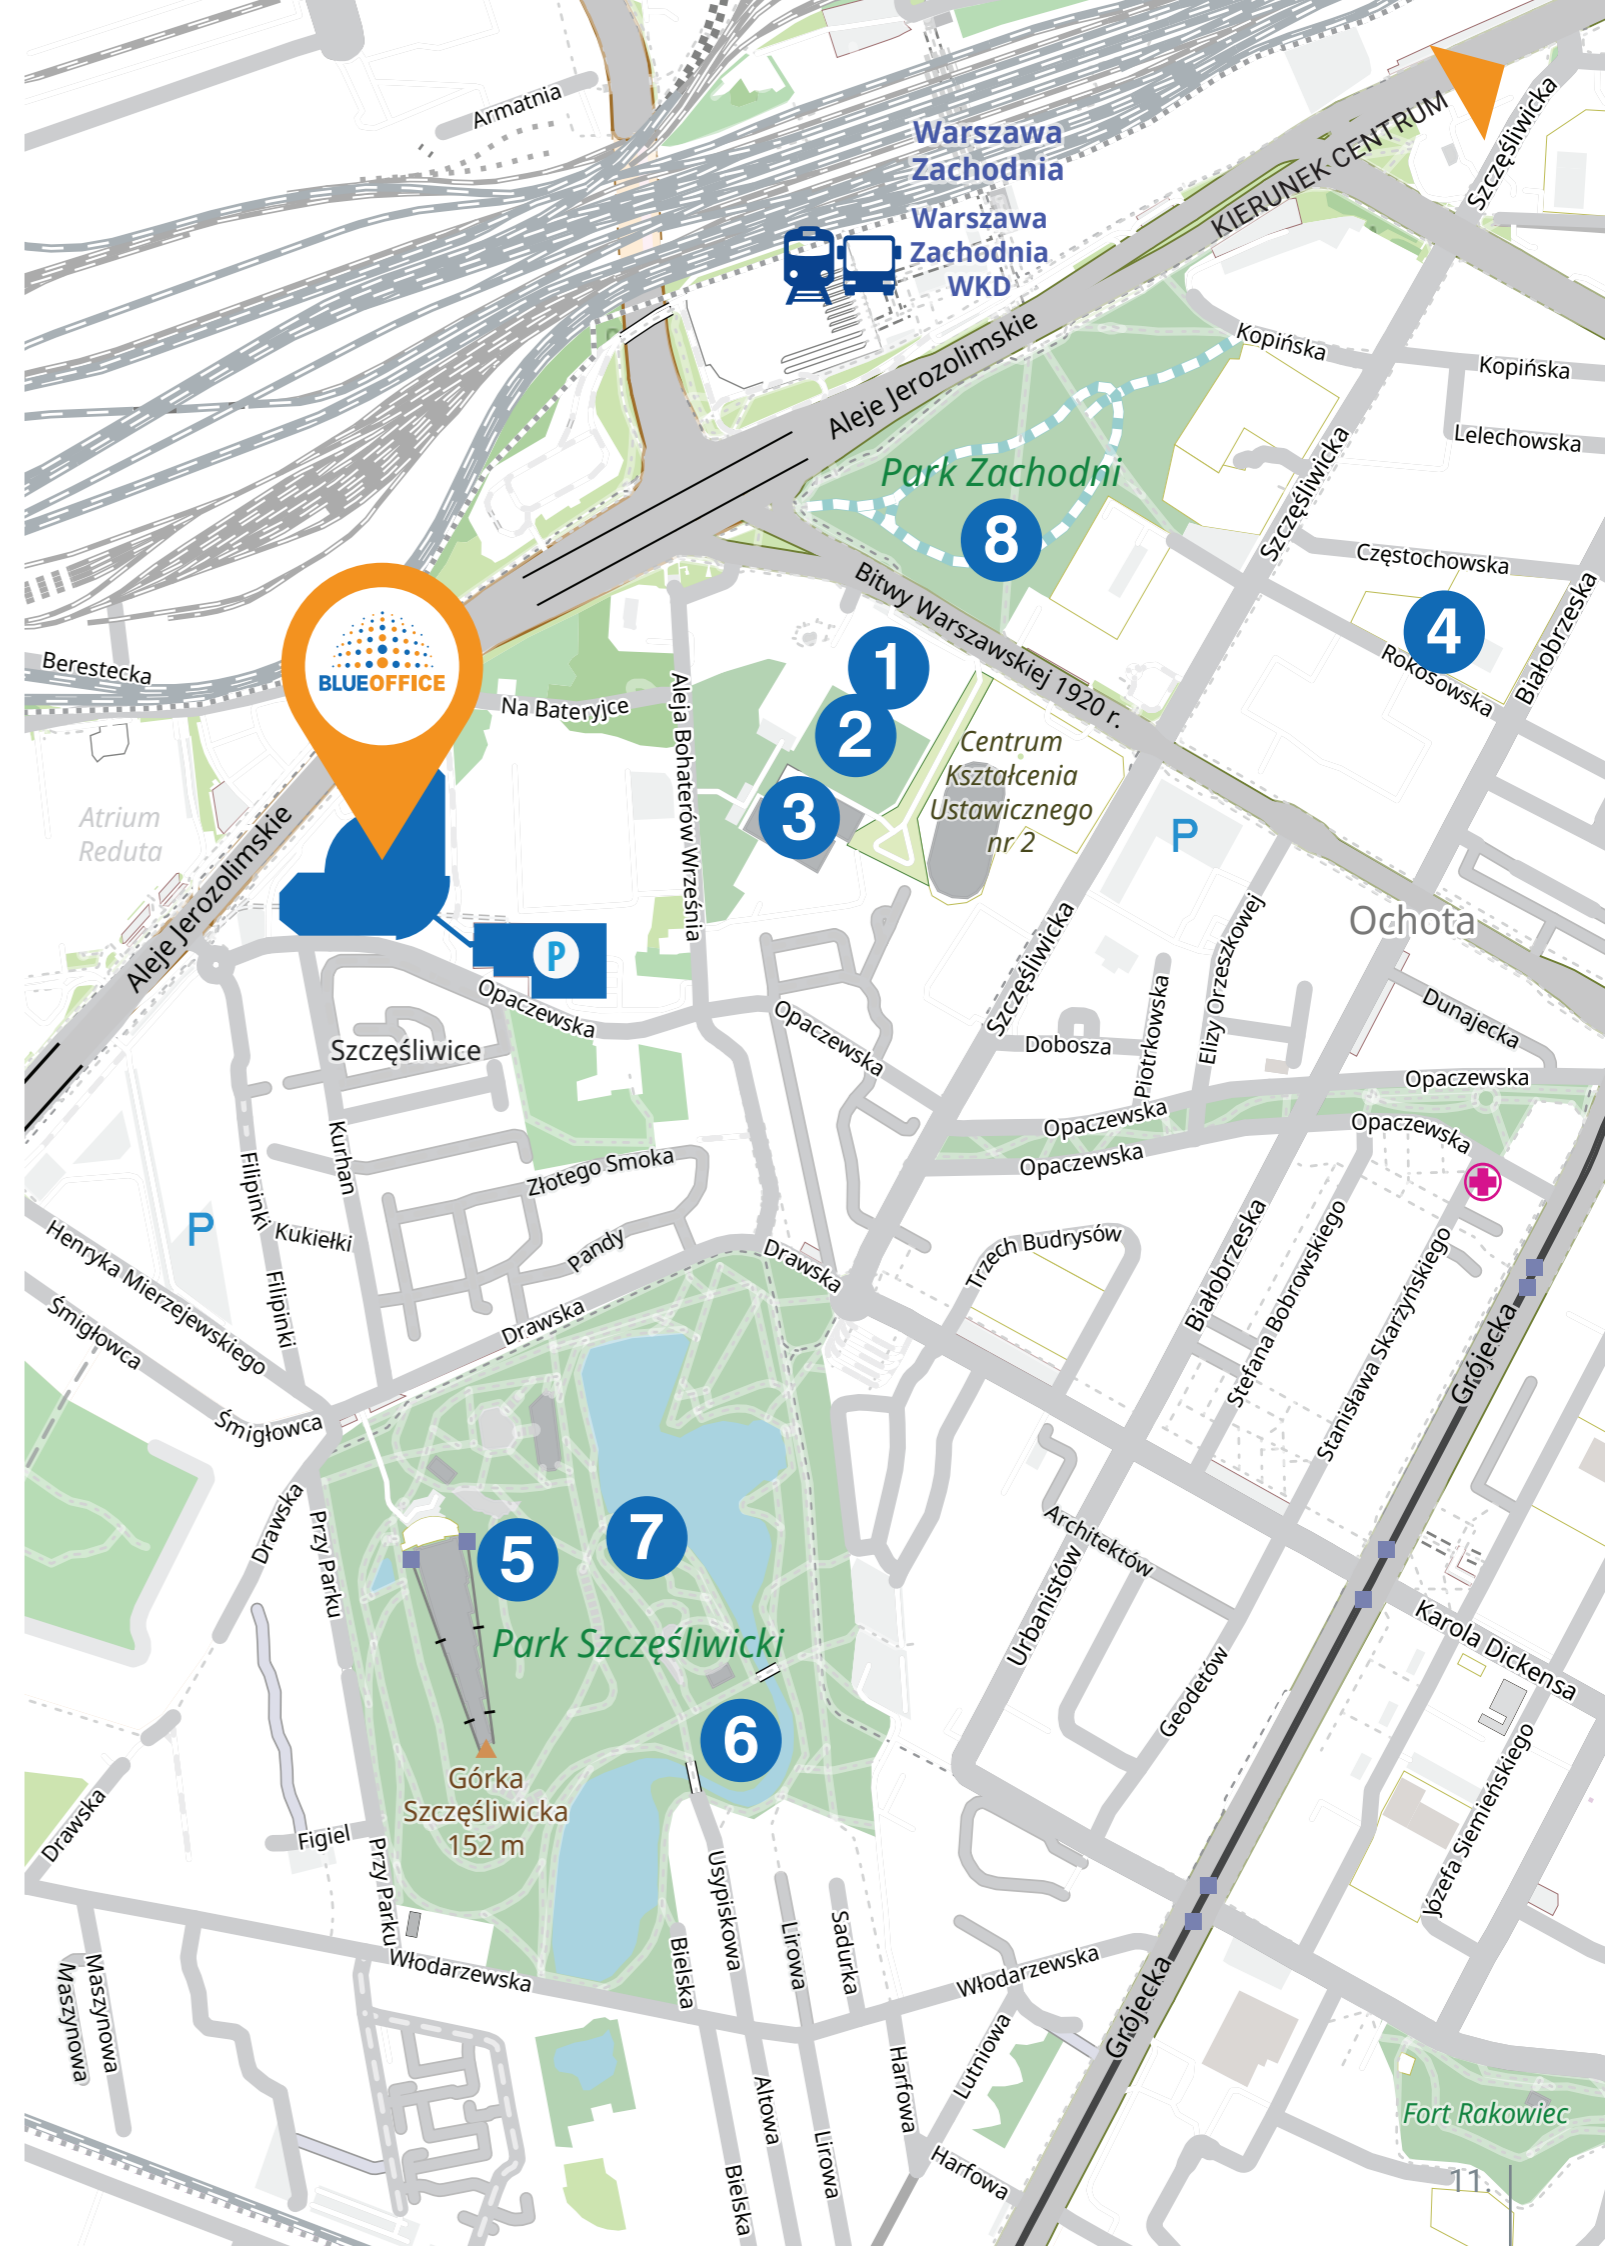 Armatnia
Warszawa
Zachodnia
Warszawa
Zachodnia
WKD
KIERUNEK CENTRUM
Szczęśliwicka
Aleje Jerozolimskie
Kopińska
Kopińska
Lelechowska
Park Zachodni
8
Szczęśliwicka
Częstochowska
Bitwy Warszawskiej 1920 r.
4
Rokosowska
Białobrzeska
Berestecka
BLUEOFFICE
Na Bateryjce
Aleja Bohaterów Września
1
2
3
Centrum
Kształcenia
Ustawicznego
nr 2
P
Atrium
Reduta
Aleje Jerozolimskie
P
Opaczewska
Szczęśliwice
Opaczewska
Szczęśliwicka
Elizy Orzeszkowej
Piotrkowska
Dobosza
Ochota
Dunajecka
Opaczewska
Opaczewska
Opaczewska
Opaczewska
Kurhan
Filipinki
Złotego Smoka
P
Kukiełki
Pandy
Filipinki
Drawska
Drawska
Henryka Mierzejewskiego
Śmigłowca
Śmigłowca
Trzech Budrysów
Białobrzeska
Stefana Bobrowskiego
Stanisława Skarżyńskiego
Grójecka
Drawska
Przy Parku
5
7
Park Szczęśliwicki
6
Górka
Szczęśliwicka
152 m
Architektów
Urbanistów
Geodetów
Karola Dickensa
Józefa Siemieńskiego
Drawska
Figiel
Przy Parku
Włodarzewska
Usypiskowa
Bielska
Lirowa
Sadurka
Włodarzewska
Grójecka
Maszynowa
Maszynowa
Lutniowa
Harfowa
Altowa
Lirowa
Bielska
Harfowa
Fort Rakowiec
11.